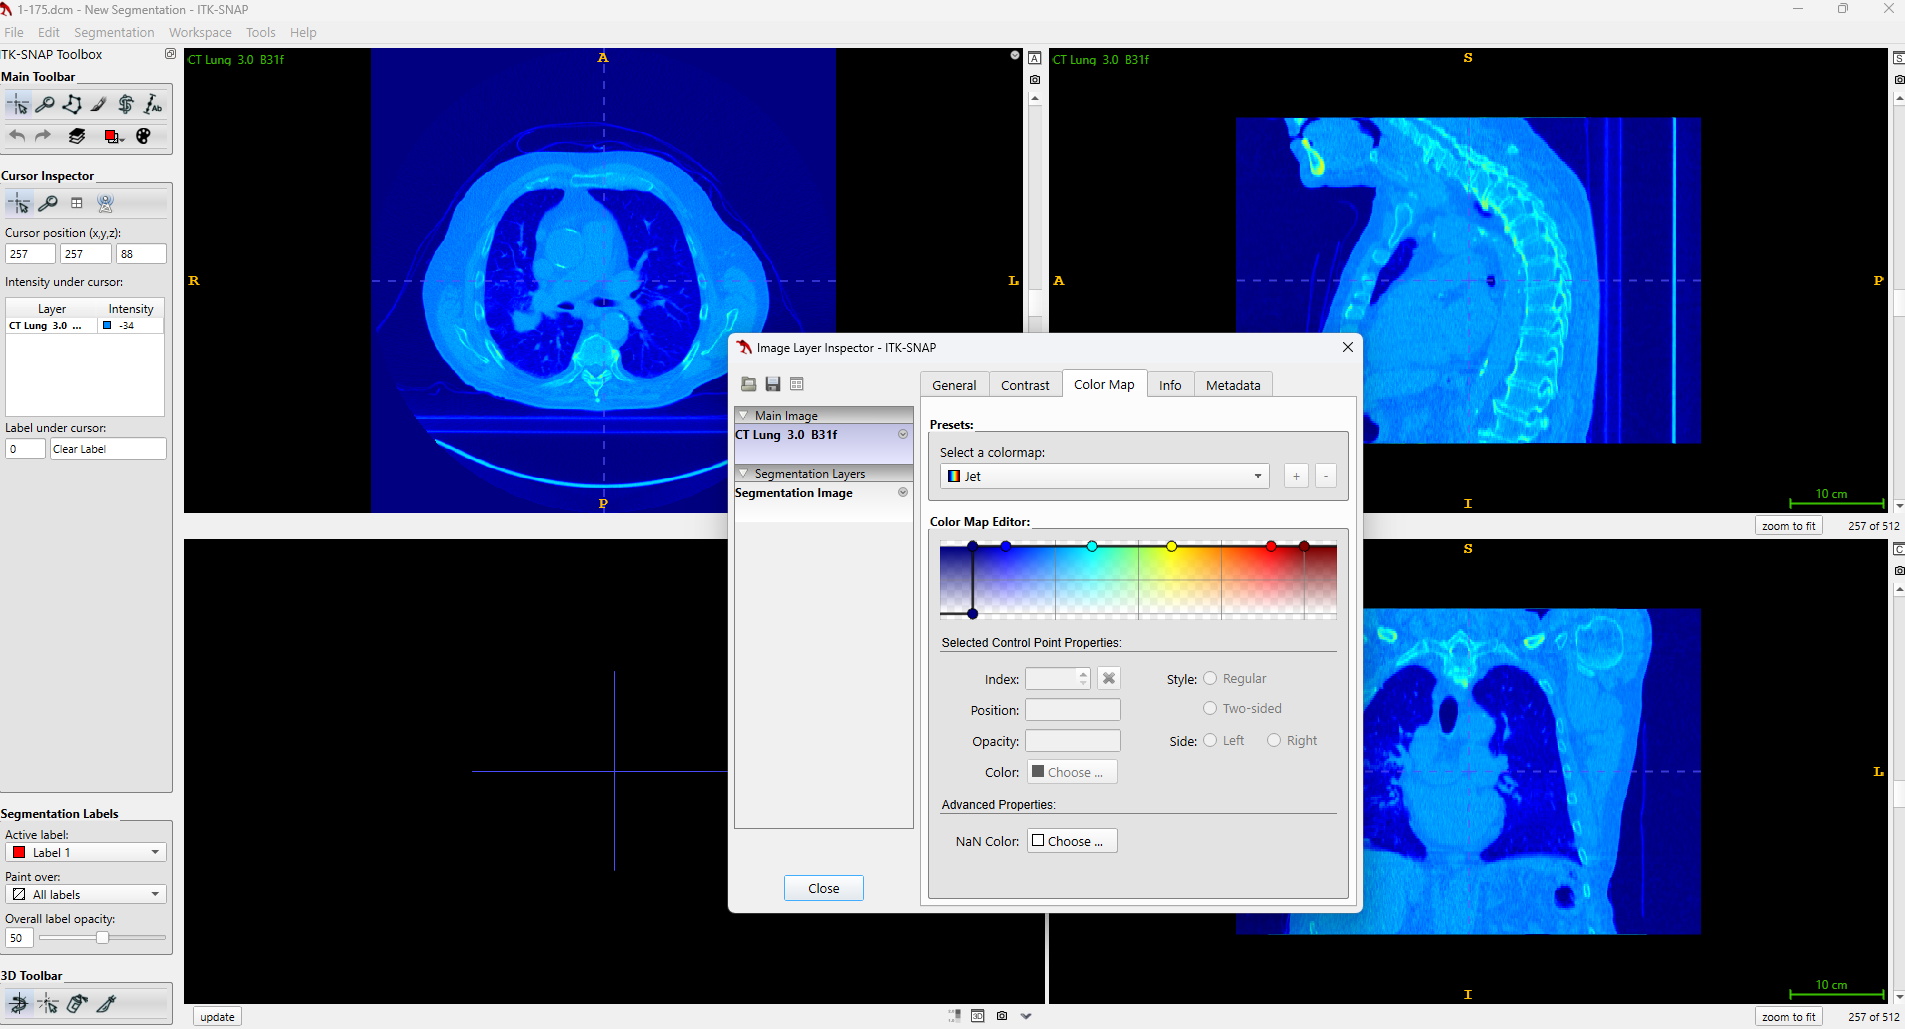 1-175.dcm - New Segmentation - ITK-SNAP
File Edit Segmentation Workspace Tools Help
ITK-SNAP Toolbox
Main Toolbar
Ab
Cursor Inspector
Cursor position (x,y,z):
257 257 88
Intensity under cursor:
Layer Intensity
CT Lung 3.0 ... -34
Label under cursor:
0 Clear Label
Segmentation Labels
Active label:
Label 1
Paint over:
All labels
Overall label opacity:
50
3D Toolbar
CT Lung 3.0 B31f
A
R
L
P
A
CT Lung 3.0 B31f
S
A
P
I
10 cm
S
zoom to fit 257 of 512
Image Layer Inspector - ITK-SNAP
Main Image
CT Lung 3.0 B31f
Segmentation Layers
Segmentation Image
Close
General Contrast Color Map Info Metadata
Presets:
Select a colormap:
Jet + -
Color Map Editor:
Selected Control Point Properties:
Index:
Style: Regular
Position:
Two-sided
Opacity:
Side: Left Right
Color: Choose ...
Advanced Properties:
NaN Color: Choose ...
update
3D
S
L
I
10 cm
C
zoom to fit 257 of 512